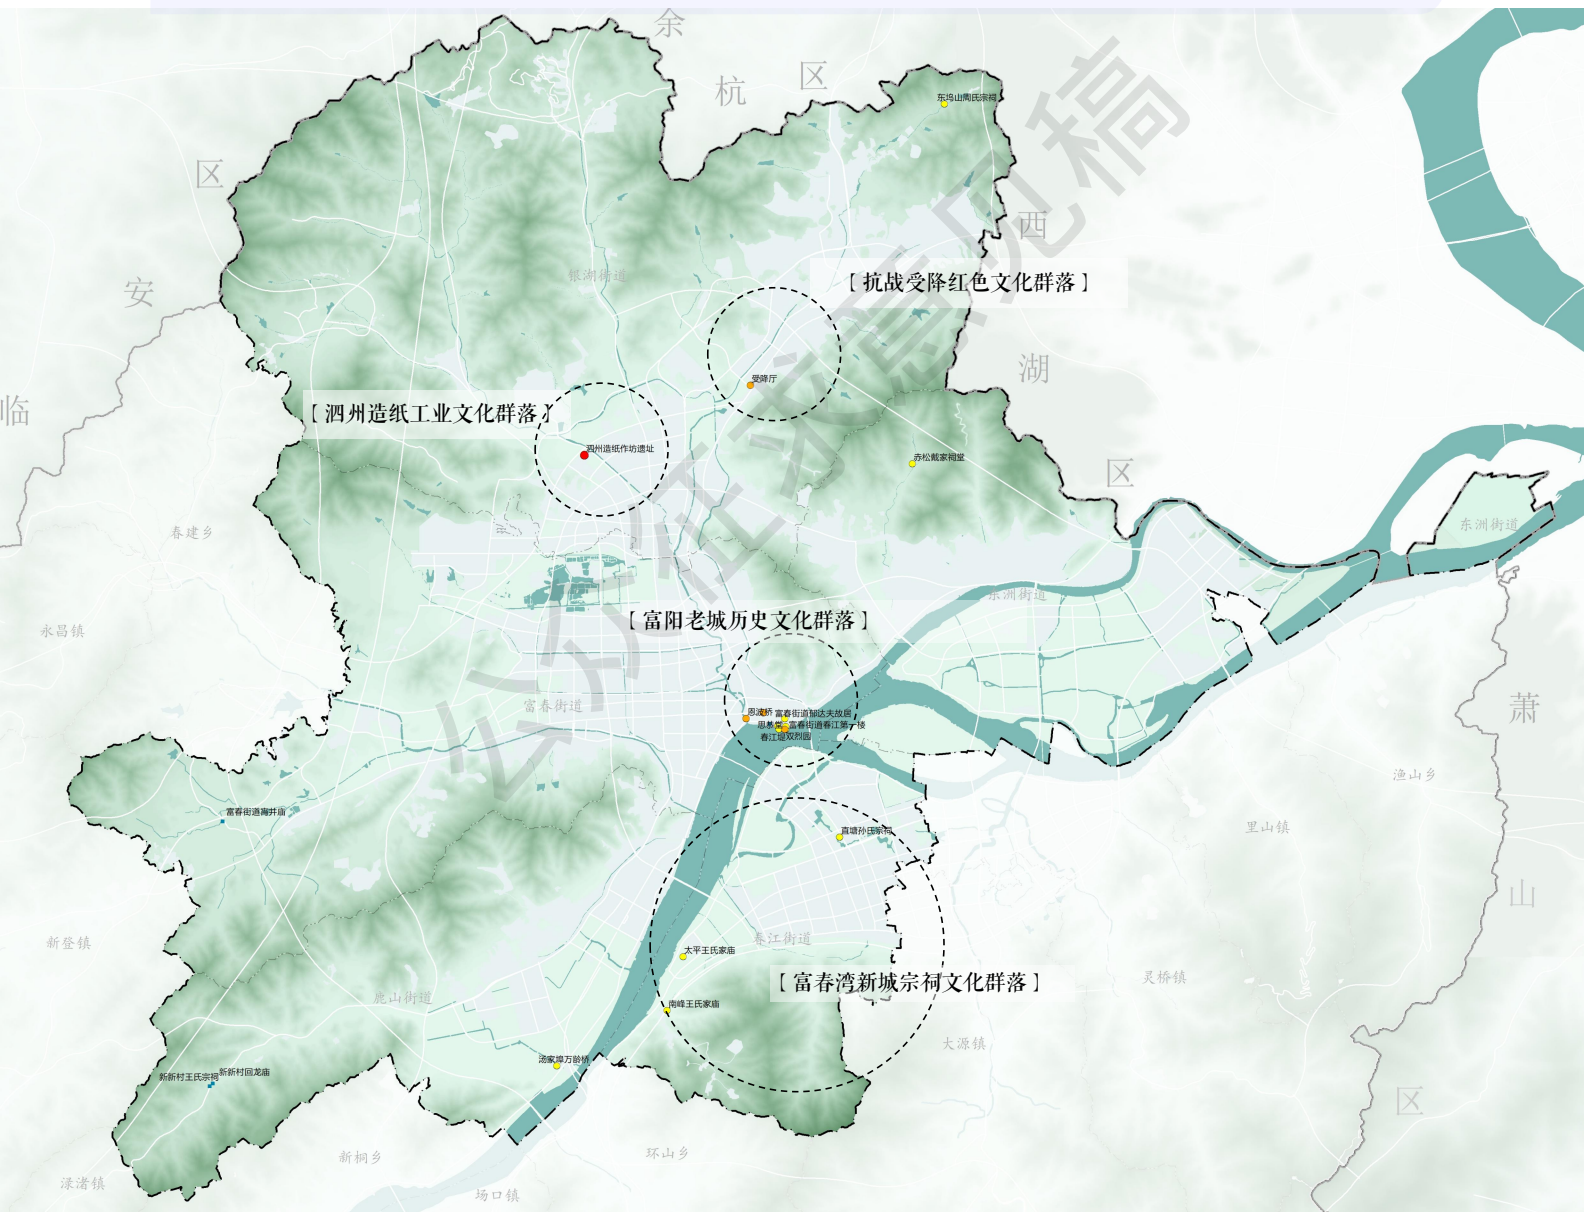 余
杭
区
区
东坞山周氏宗祠
西
银湖街道
【抗战受降红色文化群落】
安
湖
受降厅
临
【泗州造纸工业文化群落】
泗州造纸作坊遗址
赤松戴家祠堂
区
春建乡
东洲街道
东洲街道
永昌镇
【富阳老城历史文化群落】
富春街道
恩波桥
富春街道郁达夫故居
富春街道春江第一楼
春江堤
双烈园
萧
渔山乡
富春街道
里山镇
直塘孙氏宗祠
山
新登镇
春江街道
太平王氏家庙
【富春湾新城宗祠文化群落】
灵桥镇
鹿山街道
南峰王氏家庙
大源镇
汤家埠万龄桥
新新村王氏宗祠
新新村回龙庙
区
新桐乡
环山乡
渌渚镇
场口镇
公众征求意见稿